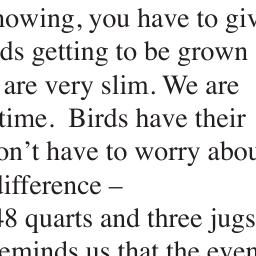 nowing, you have to giv
ds getting to be grown
are very slim. We are
time.  Birds have their
on’t have to worry abou
difference –
48 quarts and three jugs
eminds us that the even